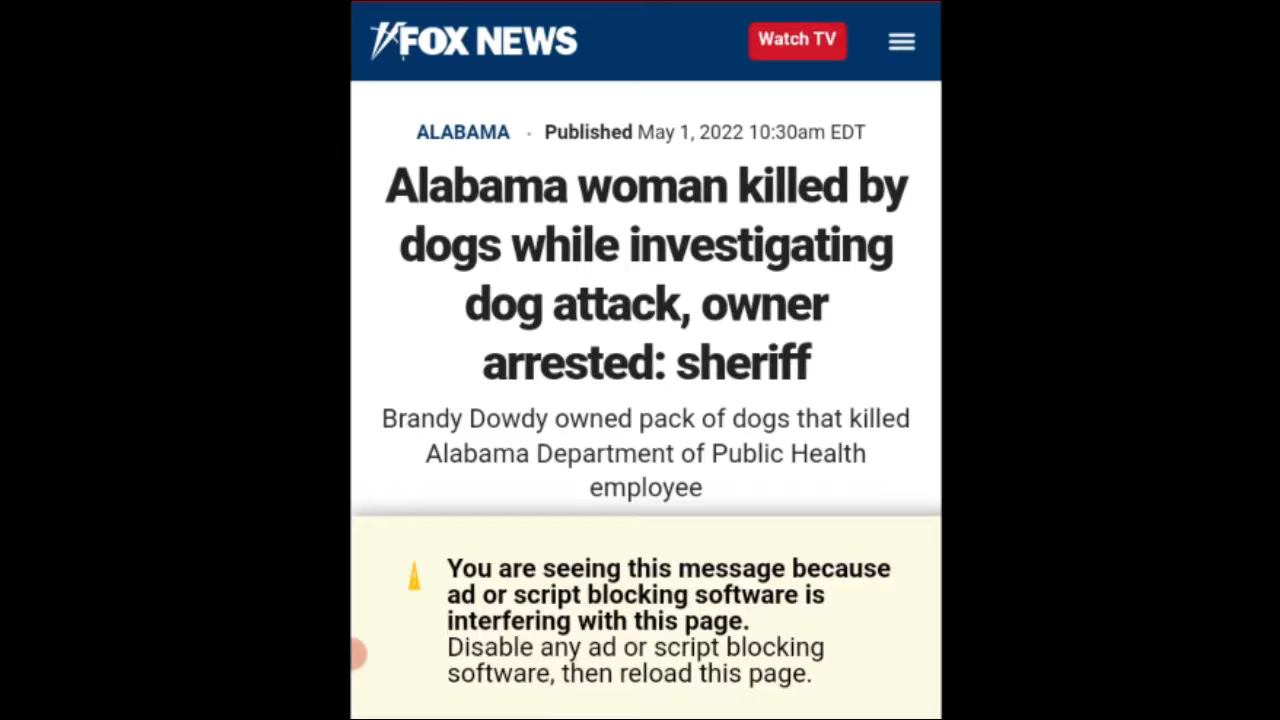 FOX NEWS
Watch TV
ALABAMA · Published May 1, 2022 10:30am EDT
Alabama woman killed by
dogs while investigating
dog attack, owner
arrested: sheriff
Brandy Dowdy owned pack of dogs that killed
Alabama Department of Public Health
employee
You are seeing this message because
ad or script blocking software is
interfering with this page.
Disable any ad or script blocking
software, then reload this page.